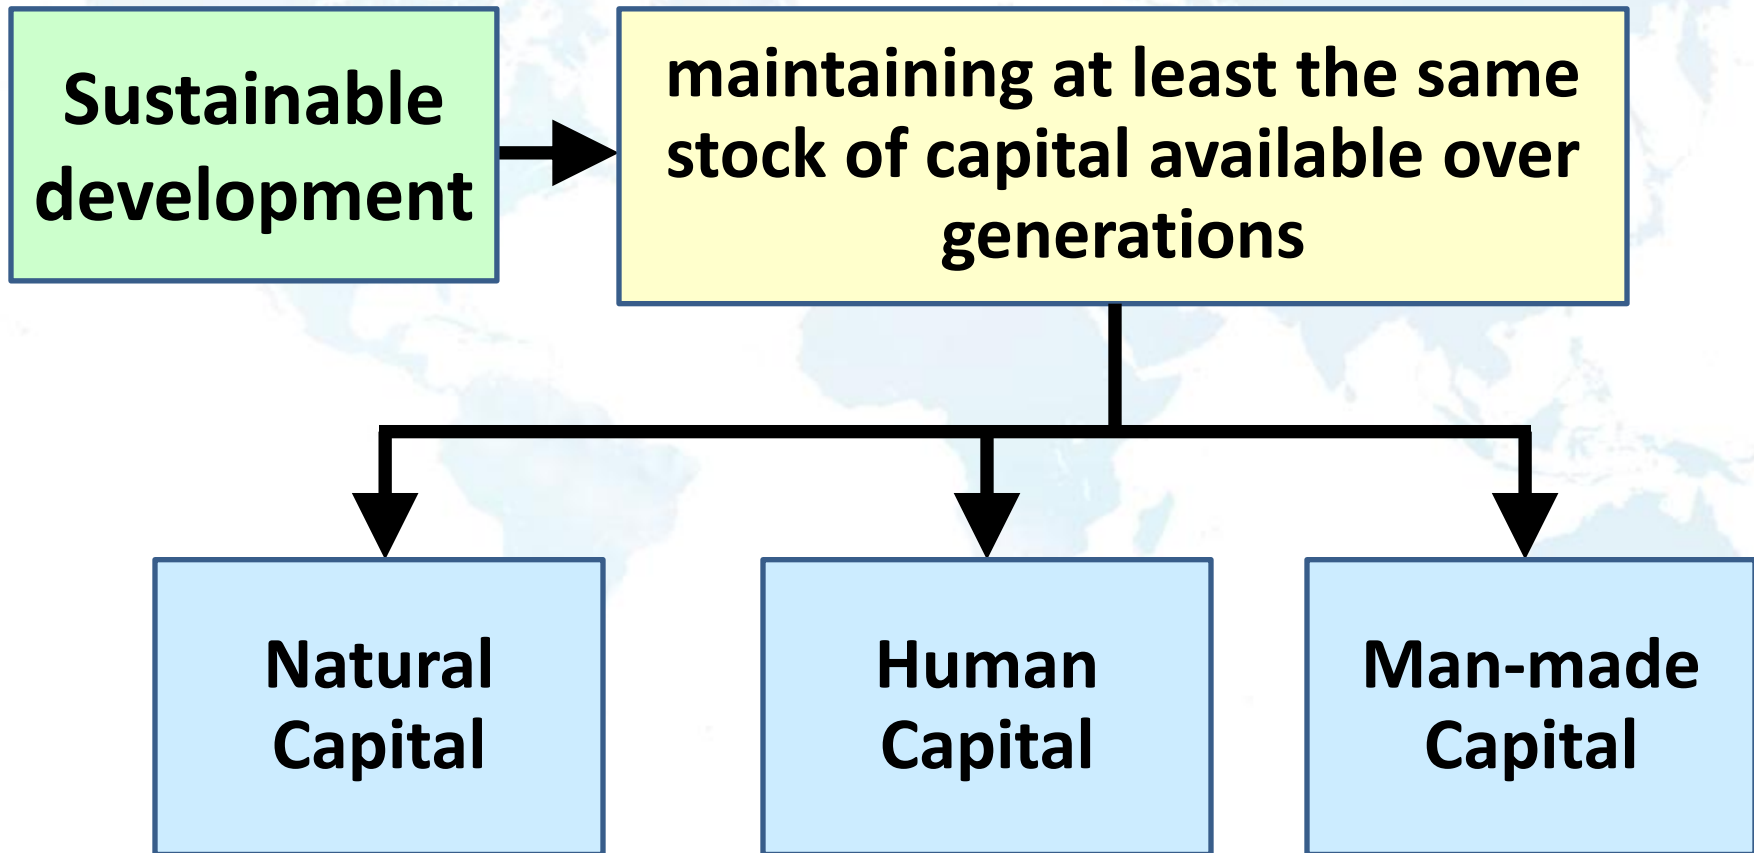 Sustainable
development
maintaining at least the same
stock of capital available over
generations
Natural
Capital
Human
Capital
Man-made
Capital